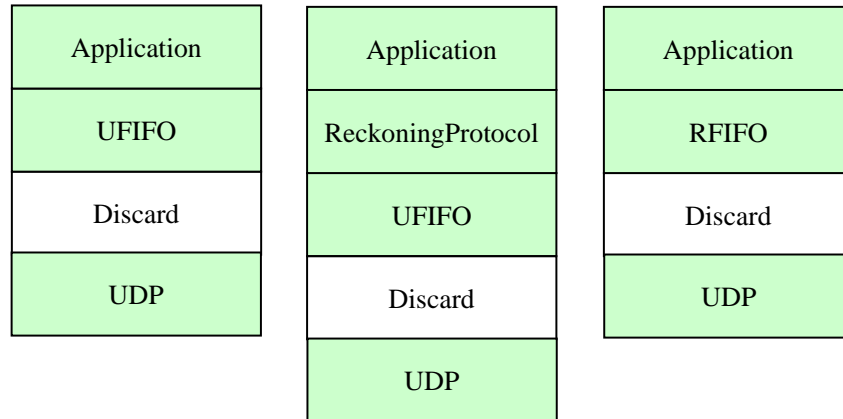 Application
UFIFO
Discard
UDP
Application
ReckoningProtocol
UFIFO
Discard
UDP
Application
RFIFO
Discard
UDP